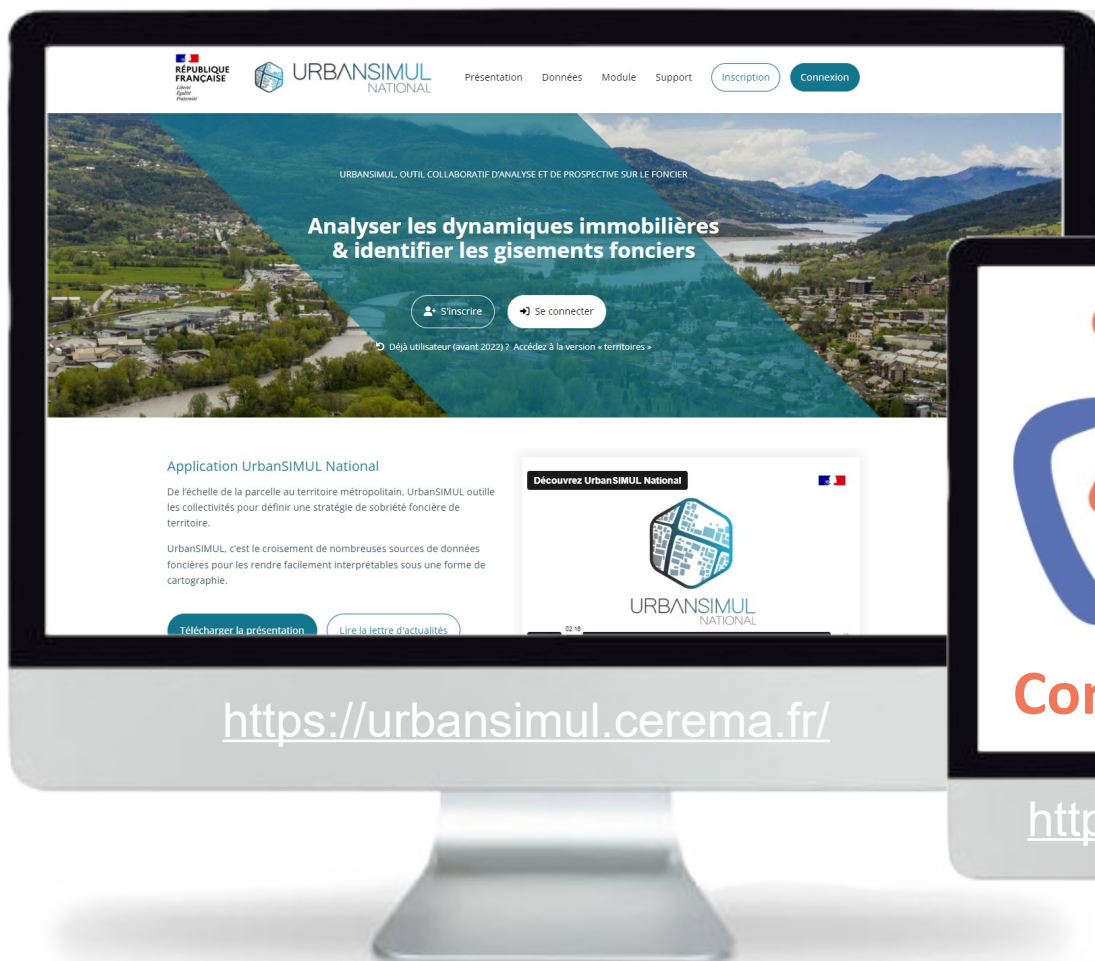 RÉPUBLIQUE
FRANÇAISE
Liberté
Égalité
Fraternité
URBANSIMUL
NATIONAL
Présentation Données Module Support Inscription Connexion
URBANSIMUL, OUTIL COLLABORATIF D'ANALYSE ET DE PROSPECTIVE SUR LE FONCIER
Analyser les dynamiques immobilières
& identifier les gisements fonciers
S'inscrire Se connecter
Déjà utilisateur (avant 2022) ? Accédez à la version « territoires »
Application UrbanSIMUL National
De l'échelle de la parcelle au territoire métropolitain, UrbanSIMUL outille
les collectivités pour définir une stratégie de sobriété foncière de
territoire.
UrbanSIMUL, c'est le croisement de nombreuses sources de données
foncières pour les rendre facilement interprétables sous une forme de
cartographie.
Télécharger la présentation Lire la lettre d'actualités
Découvrez UrbanSIMUL National
URBANSIMUL
NATIONAL
02:16
https://urbansimul.cerema.fr/
Cor
http